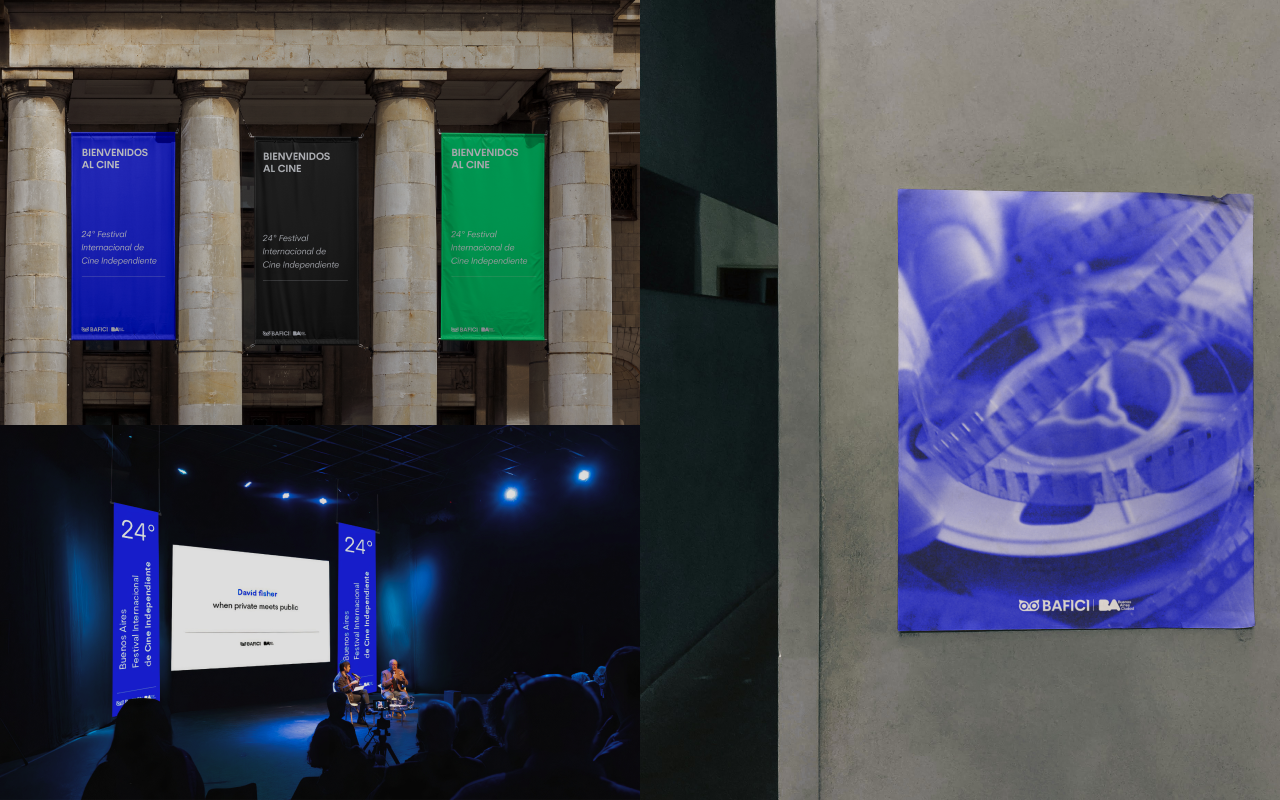 BIENVENIDOS
AL CINE
24° Festival
Internacional de
Cine Independiente
BAFICI BA
BIENVENIDOS
AL CINE
24° Festival
Internacional de
Cine Independiente
BAFICI BA
BIENVENIDOS
AL CINE
24° Festival
Internacional de
Cine Independiente
BAFICI BA
24°
Buenos Aires
Festival Internacional
de Cine Independiente
David fisher
when private meets public
BAFICI BA
24°
Buenos Aires
Festival Internacional
de Cine Independiente
BAFICI BA Buenos
Aires
Ciudad